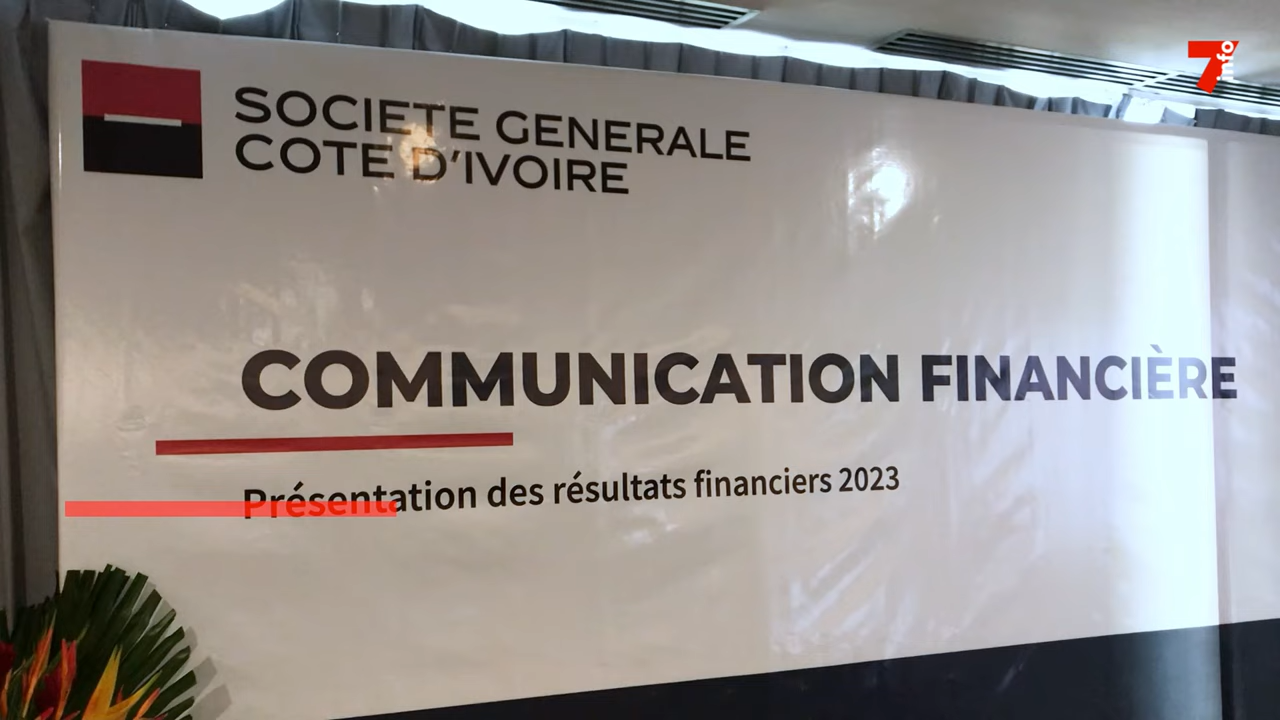 7info
SOCIETE GENERALE
COTE D'IVOIRE
COMMUNICATION FINANCIÈRE
Présentation des résultats financiers 2023